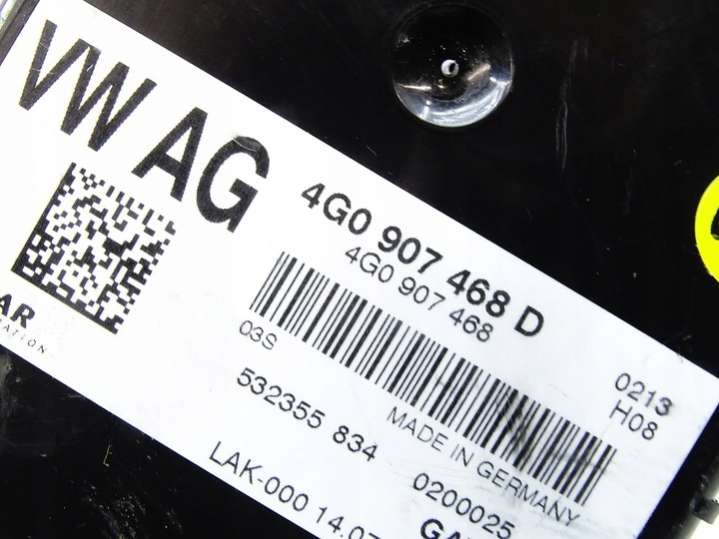 VW AG
4G0 907 468 D
4G0 907 468
03S
0213
H08
532355 834
MADE IN GERMANY
0200025
LAK-000 14.07